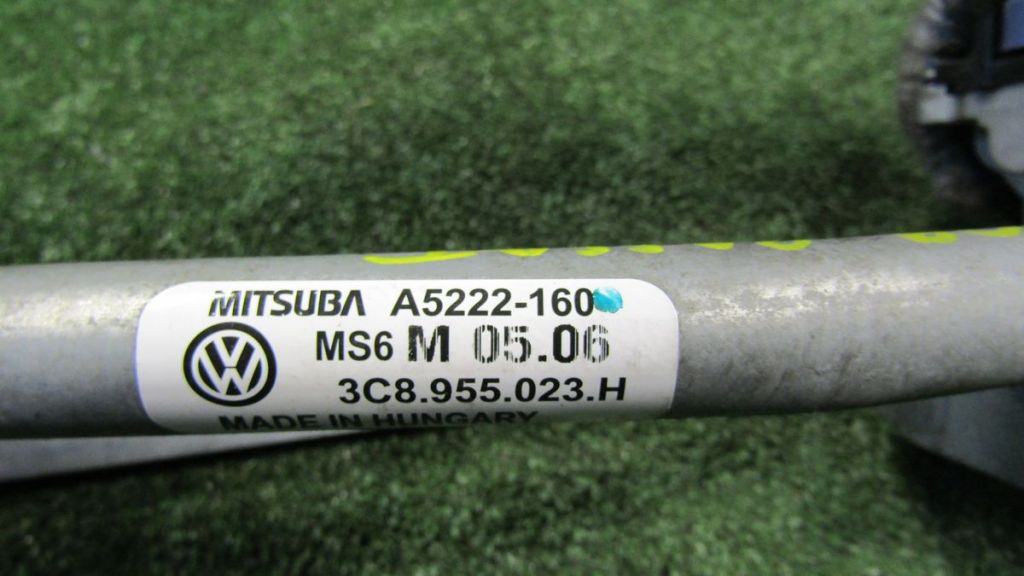 MITSUBA A5222-160
MS6 M 05.06
3C8.955.023.H
MADE IN HUNGARY